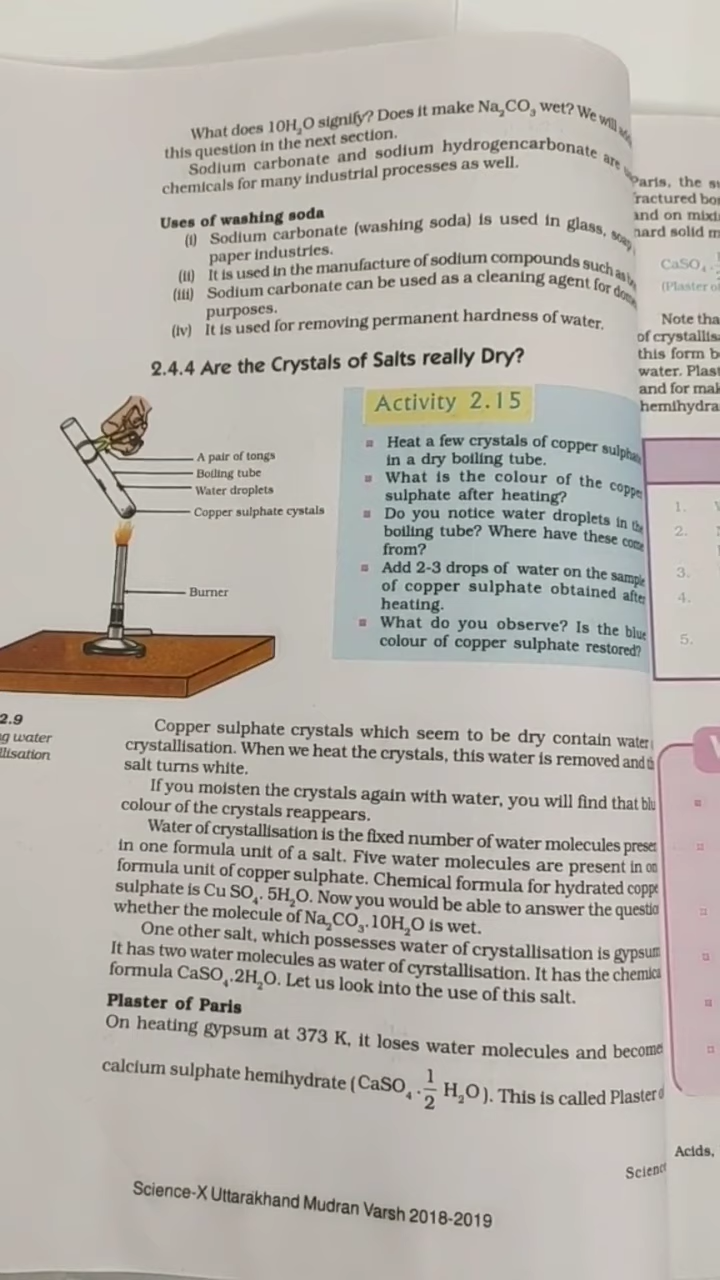 What does 10H₂O signify? Does it make Na₂CO₃ wet? We will
this question in the next section.
Sodium carbonate and sodium hydrogencarbonate are
chemicals for many industrial processes as well.
Uses of washing soda
(i) Sodium carbonate (washing soda) is used in glass, soap
paper industries.
(ii) It is used in the manufacture of sodium compounds such as
(iii) Sodium carbonate can be used as a cleaning agent for
purposes.
(iv) It is used for removing permanent hardness of water.
2.4.4 Are the Crystals of Salts really Dry?
A pair of tongs
Boiling tube
Water droplets
Copper sulphate cystals
Burner
Activity 2.15
Heat a few crystals of copper sulphate
in a dry boiling tube.
What is the colour of the copper
sulphate after heating?
Do you notice water droplets in the
boiling tube? Where have these come
from?
Add 2-3 drops of water on the sample
of copper sulphate obtained after
heating.
What do you observe? Is the blue
colour of copper sulphate restored?
2.9
g water
llisation
Copper sulphate crystals which seem to be dry contain water
crystallisation. When we heat the crystals, this water is removed and
salt turns white.
If you moisten the crystals again with water, you will find that
colour of the crystals reappears.
Water of crystallisation is the fixed number of water molecules
in one formula unit of a salt. Five water molecules are present in
formula unit of copper sulphate. Chemical formula for hydrated
sulphate is Cu SO₄. 5H₂O. Now you would be able to answer the
whether the molecule of Na₂CO₃.10H₂O is wet.
One other salt, which possesses water of crystallisation is gypsum
It has two water molecules as water of cyrstallisation. It has the
formula CaSO₄.2H₂O. Let us look into the use of this salt.
Plaster of Paris
On heating gypsum at 373 K, it loses water molecules and
calcium sulphate hemihydrate (CaSO₄ . 1/2 H₂O). This is called Plaster
Science-X Uttarakhand Mudran Varsh 2018-2019
Paris, the
and on
hard solid
CaSO₄.
(Plaster
Note
of
this form
water.
and for
1.
2.
3.
4.
5.
Acids,